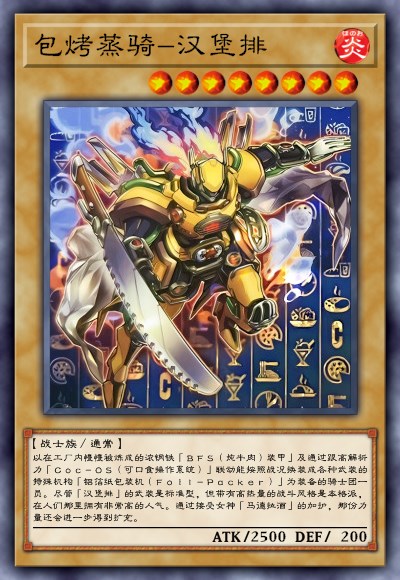 包烤蒸骑-汉堡排
炎
【战士族／通常】
以在工厂内慢慢被炼成的浓钢铁「BFS（炖牛肉）装甲」及通过跟高解析
力「Coc-OS（可口食操作系统）」联动能按照战况换装成各种武装的
特殊机构「铝箔纸包装机（Foil-Packer）」为装备的骑士团一
员。尽管「汉堡排」的武装是标准型，但带有高热量的战斗风格是本格派，
在人们那里拥有非常高的人气。通过接受女神「马德铁酒」的加护，那份力
量还会进一步得到扩充。
ATK/2500 DEF/ 200